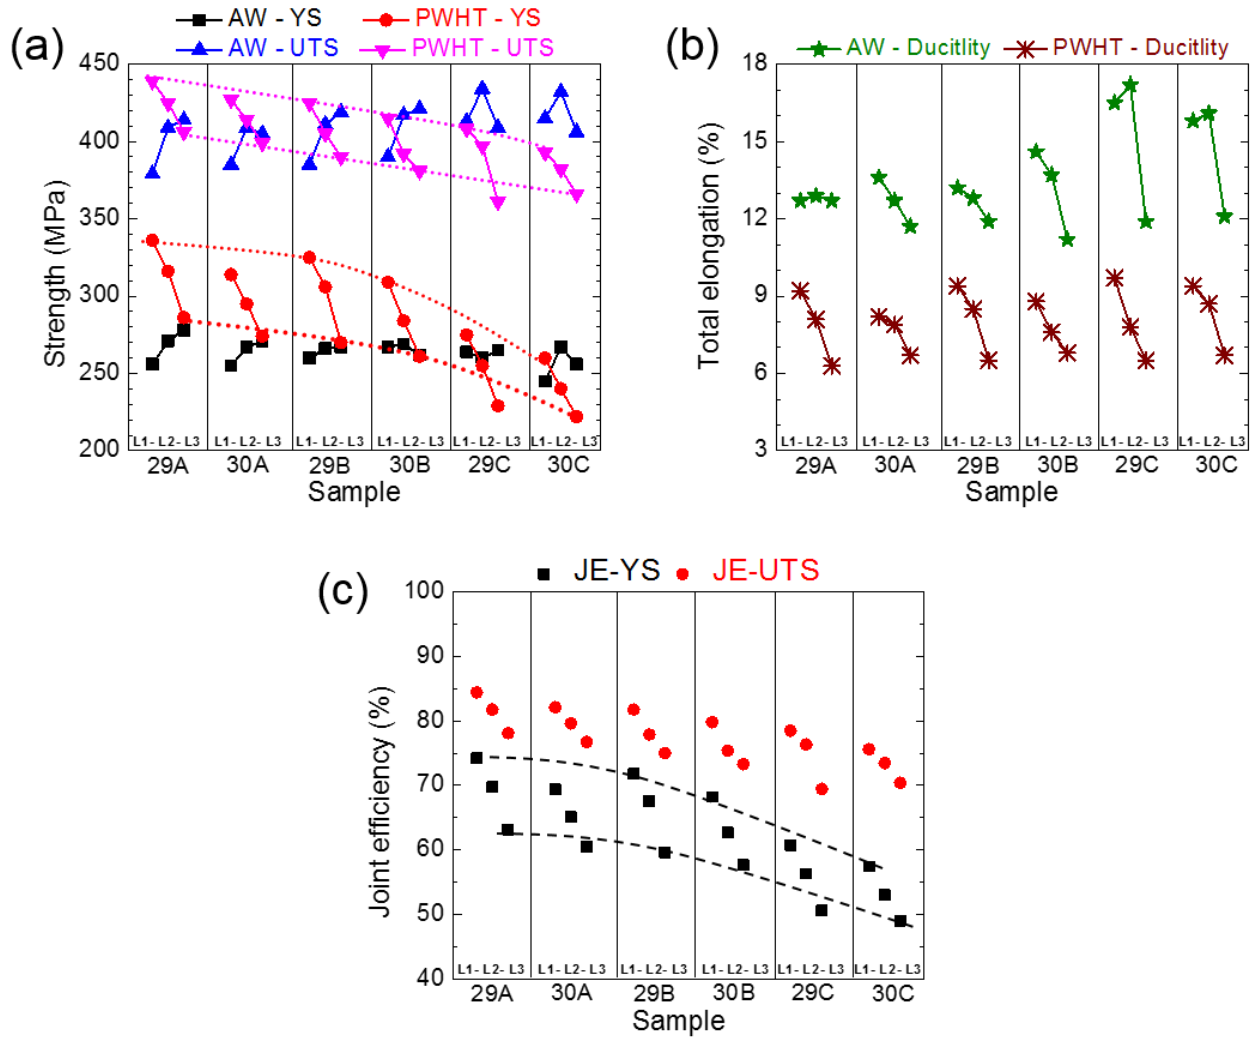 (a)
AW - YS
PWHT - YS
AW - UTS
PWHT - UTS
450
400
350
300
250
200
Strength (MPa)
L1 - L2 - L3 L1 - L2 - L3 L1 - L2 - L3 L1 - L2 - L3 L1 - L2 - L3 L1 - L2 - L3
29A 30A 29B 30B 29C 30C
Sample
(b)
AW - Ducitlity
PWHT - Ducitlity
18
15
12
9
6
3
Total elongation (%)
L1 - L2 - L3 L1 - L2 - L3 L1 - L2 - L3 L1 - L2 - L3 L1 - L2 - L3 L1 - L2 - L3
29A 30A 29B 30B 29C 30C
Sample
(c)
JE-YS JE-UTS
100
90
80
70
60
50
40
Joint efficiency (%)
L1 - L2 - L3 L1 - L2 - L3 L1 - L2 - L3 L1 - L2 - L3 L1 - L2 - L3 L1 - L2 - L3
29A 30A 29B 30B 29C 30C
Sample